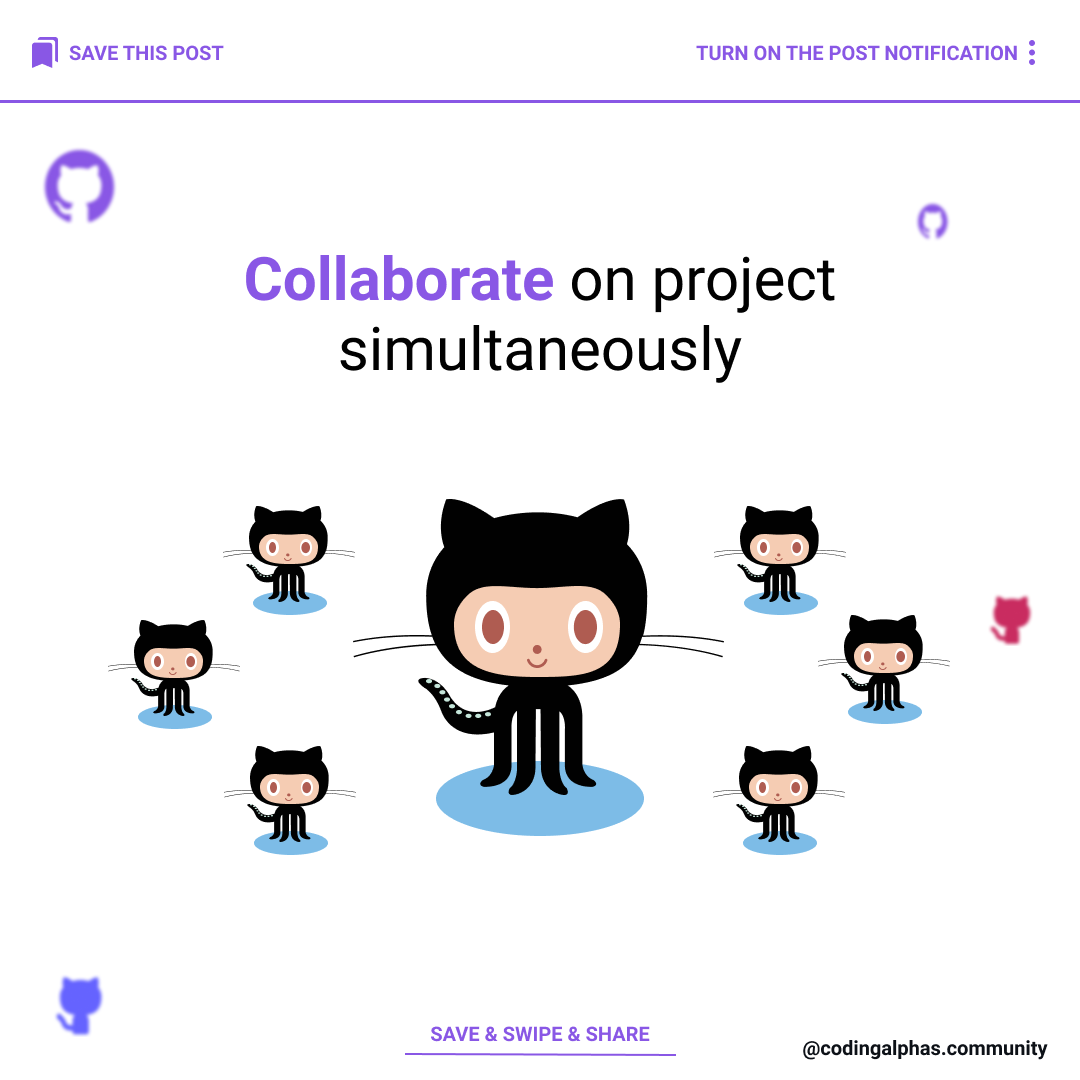 SAVE THIS POST
TURN ON THE POST NOTIFICATION
Collaborate on project
simultaneously
SAVE & SWIPE & SHARE
@codingalphas.community